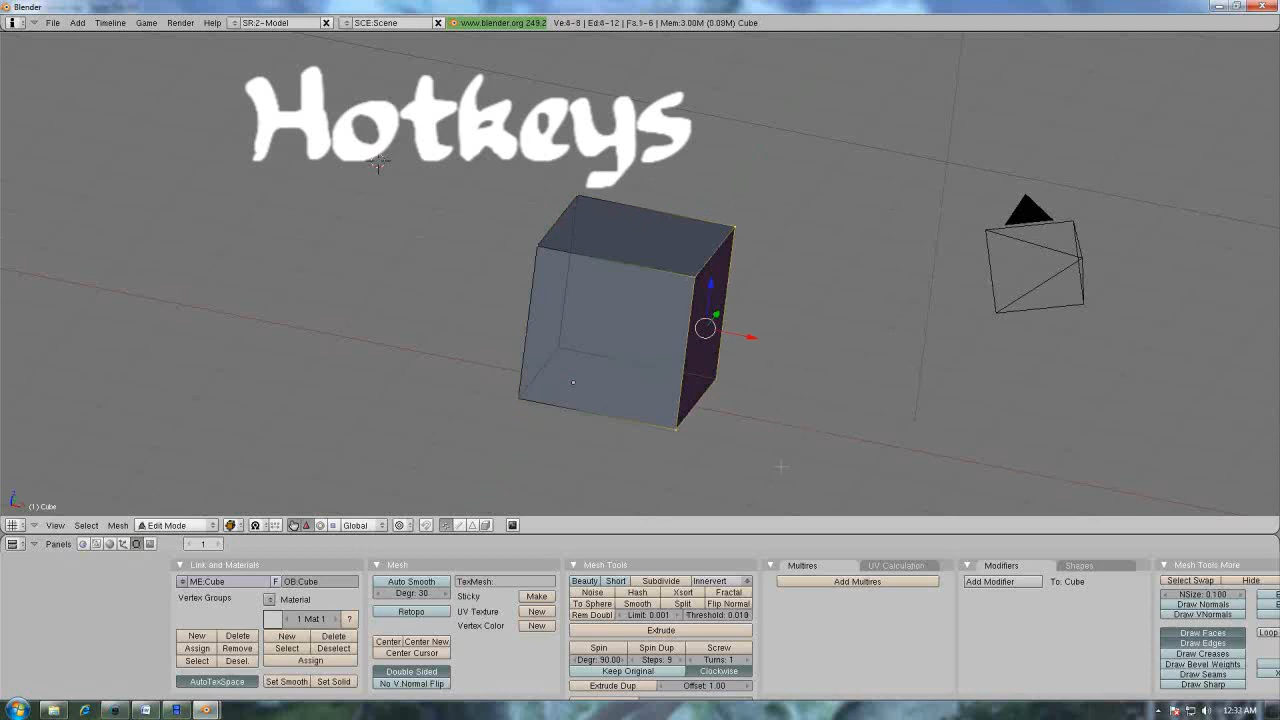 Blender
File Add Timeline Game Render Help SR:2-Model SCE:Scene www.blender.org 249.2 Ve:4-8 | Ed:4-12 | Fa:1-6 | Mem:3.00M (0.09M) Cube
Hotkeys
(1) Cube
View Select Mesh Edit Mode Global
Panels 1
Link and Materials Mesh Mesh Tools Multires UV Calculation Modifiers Shapes Mesh Tools More
ME:Cube F OB:Cube
Vertex Groups
Material
1 Mat 1 ?
New Delete New Delete
Assign Remove Select Deselect
Select Desel. Assign
AutoTexSpace Set Smooth Set Solid
Auto Smooth TexMesh:
Degr: 30 Sticky Make
Retopo UV Texture New
Vertex Color New
Center Center New
Center Cursor
Double Sided
No V.Normal Flip
Beauty Short Subdivide Innervert
Noise Hash Xsort Fractal
To Sphere Smooth Split Flip Normal
Rem Doubl Limit: 0.001 Threshold: 0.010
Extrude
Spin Spin Dup Screw
Degr: 90.00 Steps: 9 Turns: 1
Keep Original Clockwise
Extrude Dup Offset: 1.00
Add Multires
Add Modifier To: Cube
Select Swap Hide
NSize: 0.100
Draw Normals
Draw VNormals
Draw Faces Loop
Draw Edges
Draw Creases
Draw Bevel Weights
Draw Seams
Draw Sharp
12:33 AM